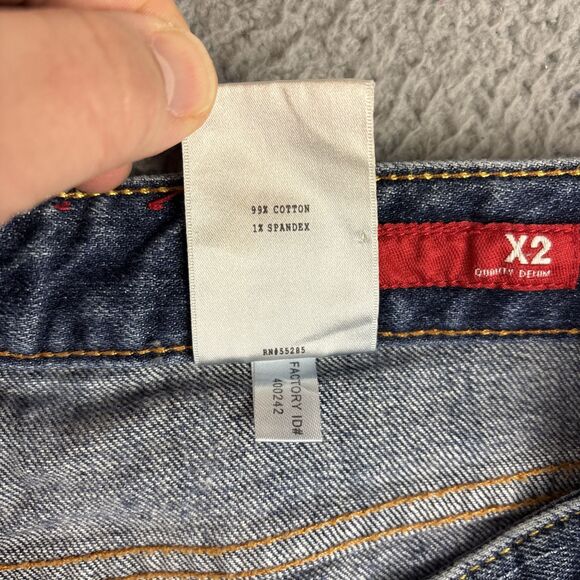 99% COTTON
1% SPANDEX
RN#55285
FACTORY ID#
400242
X2
QUALITY DENIM